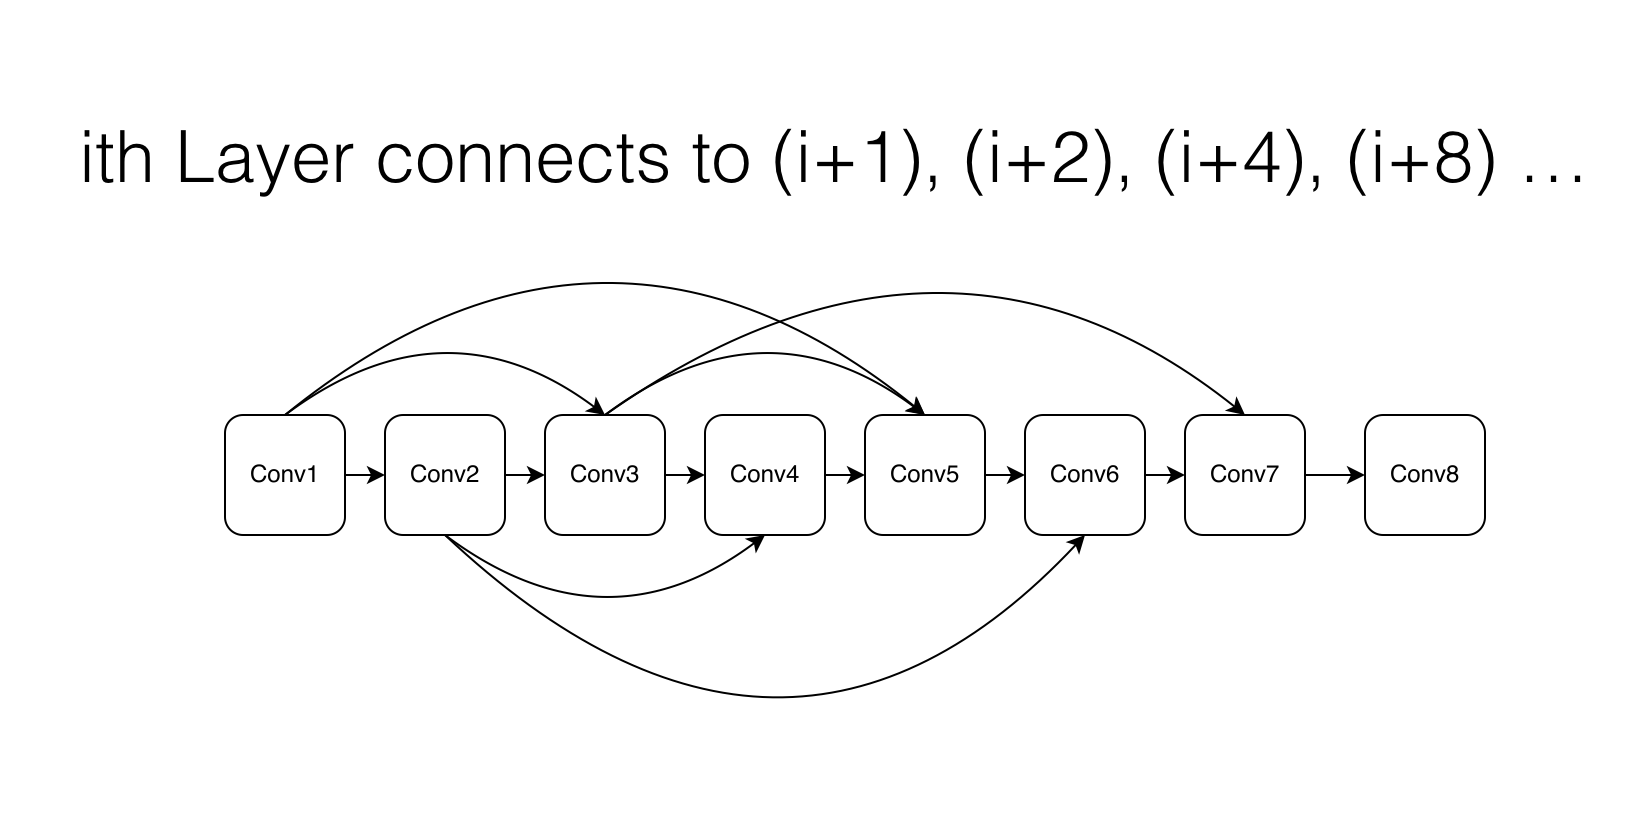 ith Layer connects to (i+1), (i+2), (i+4), (i+8) ...
Conv1
Conv2
Conv3
Conv4
Conv5
Conv6
Conv7
Conv8